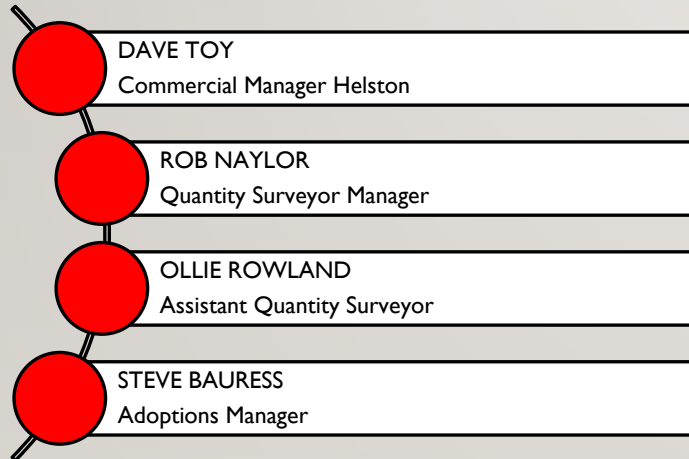 DAVE TOY
Commercial Manager Helston
ROB NAYLOR
Quantity Surveyor Manager
OLLIE ROWLAND
Assistant Quantity Surveyor
STEVE BAURESS
Adoptions Manager